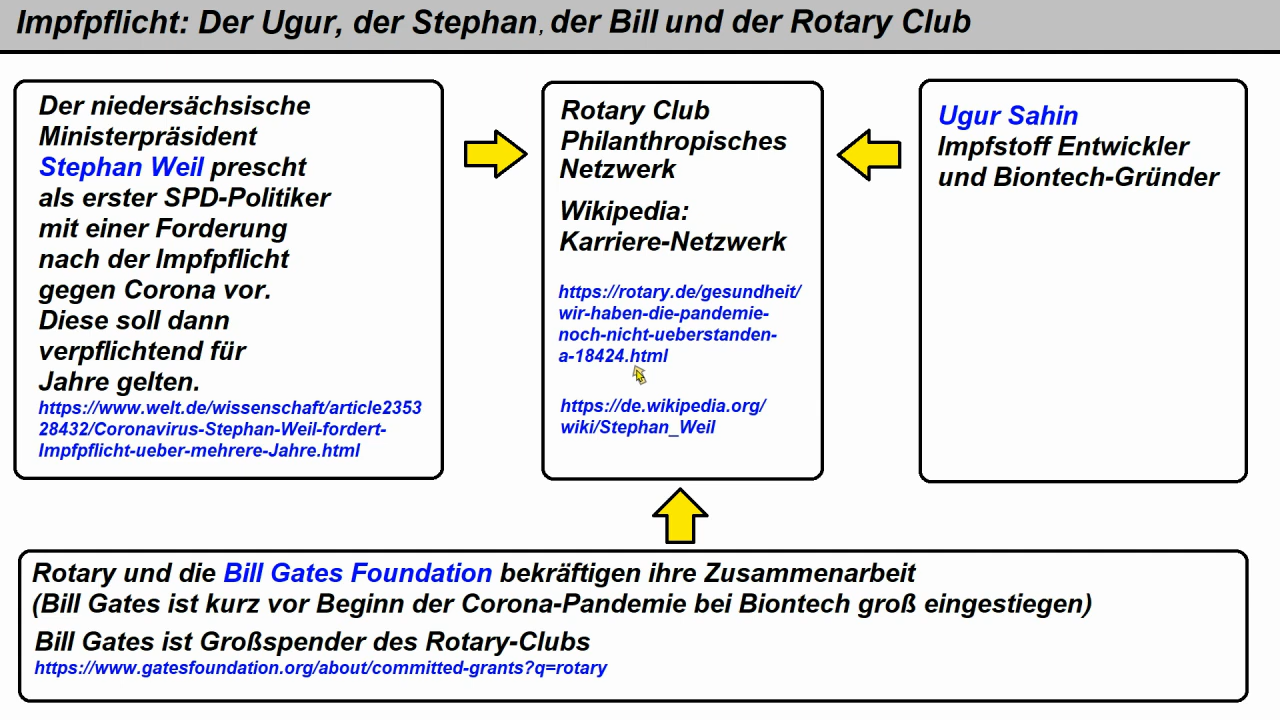 Impfpflicht: Der Ugur, der Stephan, der Bill und der Rotary Club
Der niedersächsische
Ministerpräsident
Stephan Weil prescht
als erster SPD-Politiker
mit einer Forderung
nach der Impfpflicht
gegen Corona vor.
Diese soll dann
verpflichtend für
Jahre gelten.
https://www.welt.de/wissenschaft/article2353
28432/Coronavirus-Stephan-Weil-fordert-
Impfpflicht-ueber-mehrere-Jahre.html
Rotary Club
Philanthropisches
Netzwerk
Wikipedia:
Karriere-Netzwerk
https://rotary.de/gesundheit/
wir-haben-die-pandemie-
noch-nicht-ueberstanden-
a-18424.html
https://de.wikipedia.org/
wiki/Stephan_Weil
Ugur Sahin
Impfstoff Entwickler
und Biontech-Gründer
Rotary und die Bill Gates Foundation bekräftigen ihre Zusammenarbeit
(Bill Gates ist kurz vor Beginn der Corona-Pandemie bei Biontech groß eingestiegen)
Bill Gates ist Großspender des Rotary-Clubs
https://www.gatesfoundation.org/about/committed-grants?q=rotary